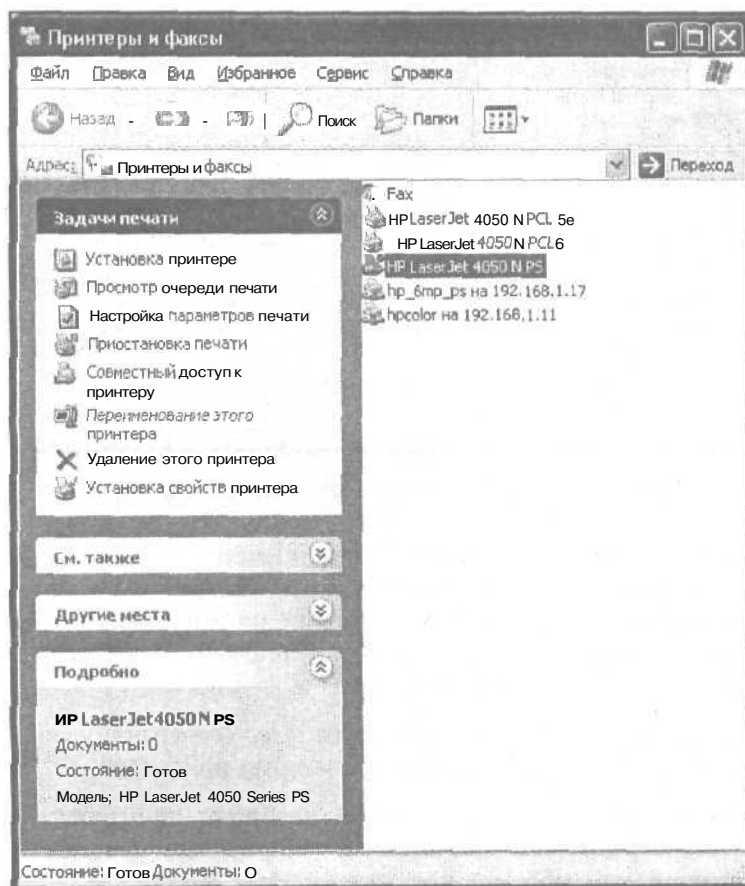 Принтеры и факсы
Файл Правка Вид Избранное Сервис Справка
Назад - - | Поиск Папки
Адрес: Принтеры и факсы Переход
Задачи печати
Установка принтере
Просмотр очереди печати
Настройка параметров печати
Приостановка печати
Совместный доступ к
принтеру
Переименование этого
принтера
Удаление этого принтера
Установка свойств принтера
См. также
Другие места
Подробно
ИР LaserJet4050 N PS
Документы: 0
Состояние: Готов
Модель; HP LaserJet 4050 Series PS
Fax
HP LaserJet 4050 N PCL 5e
HP LaserJet 4050 N PCL6
HP LaserJet 4050 N PS
hp_6mp_ps на 192.168.1.17
hpcolor на 192.168.1.11
Состояние: Готов Документы: О